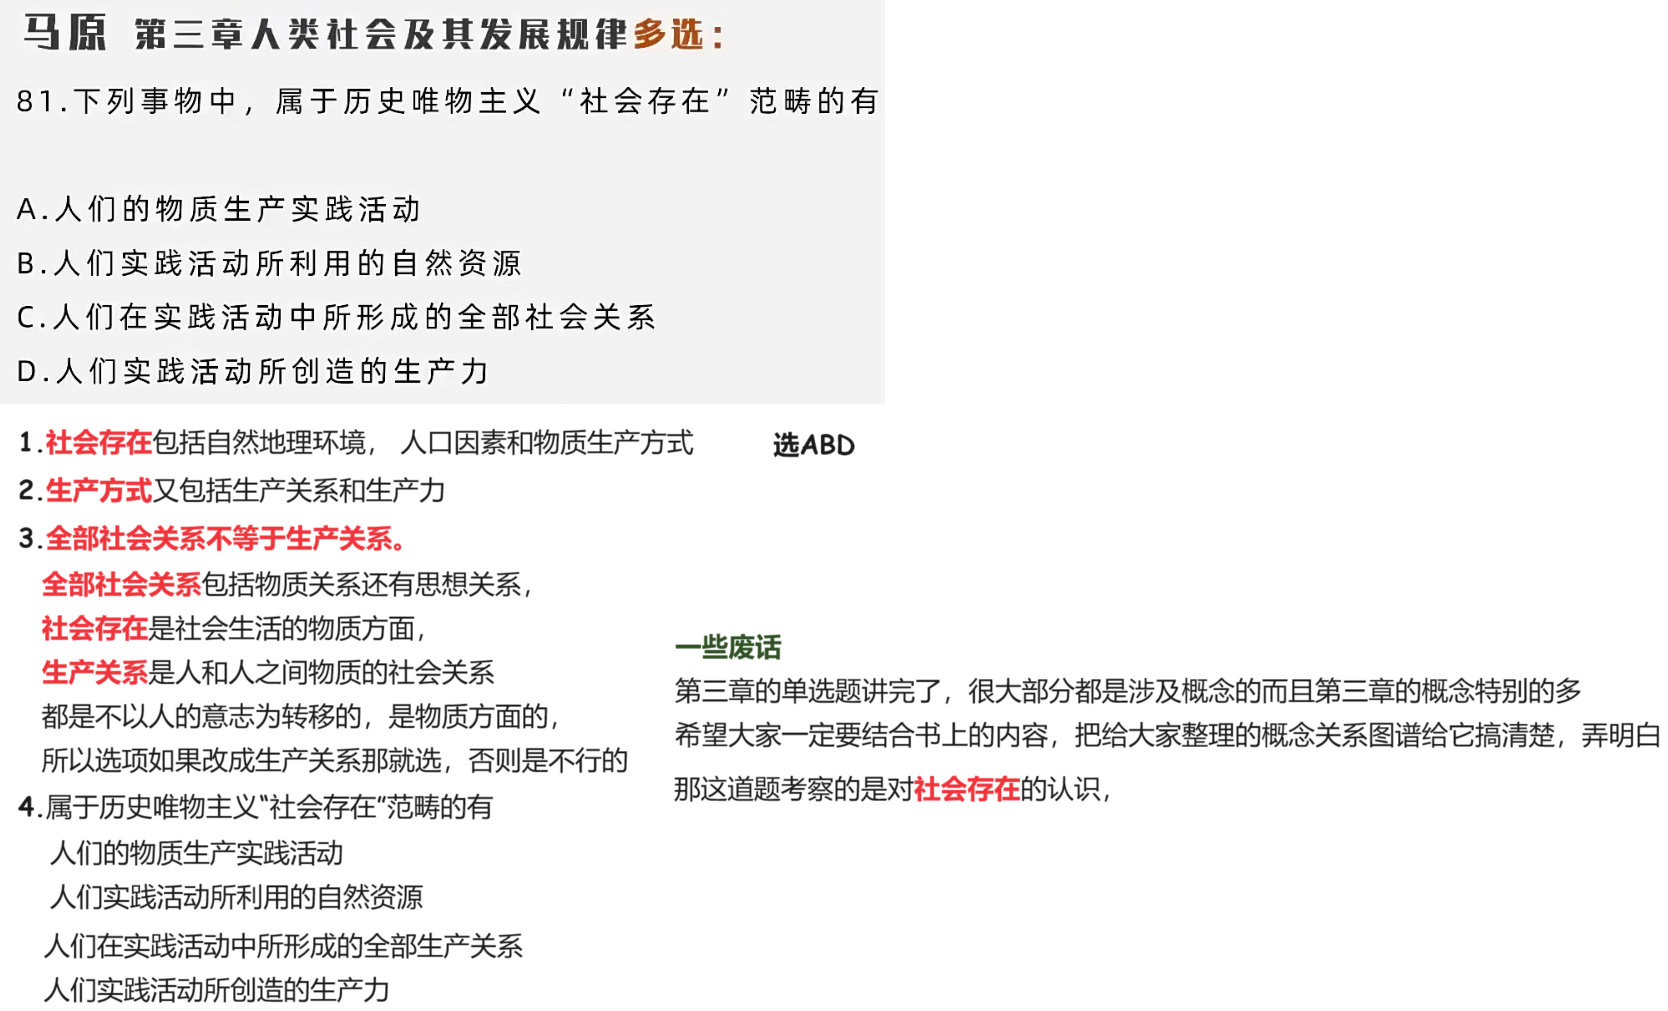 马原 第三章人类社会及其发展规律多选：
81.下列事物中，属于历史唯物主义“社会存在”范畴的有
A.人们的物质生产实践活动
B.人们实践活动所利用的自然资源
C.人们在实践活动中所形成的全部社会关系
D.人们实践活动所创造的生产力
1.社会存在包括自然地理环境， 人口因素和物质生产方式
选ABD
2.生产方式又包括生产关系和生产力
3.全部社会关系不等于生产关系。
全部社会关系包括物质关系还有思想关系，
社会存在是社会生活的物质方面，
生产关系是人和人之间物质的社会关系
都是不以人的意志为转移的，是物质方面的，
所以选项如果改成生产关系那就选，否则是不行的
4.属于历史唯物主义“社会存在”范畴的有
人们的物质生产实践活动
人们实践活动所利用的自然资源
人们在实践活动中所形成的全部生产关系
人们实践活动所创造的生产力
一些废话
第三章的单选题讲完了，很大部分都是涉及概念的而且第三章的概念特别的多
希望大家一定要结合书上的内容，把给大家整理的概念关系图谱给它搞清楚，弄明白
那这道题考察的是对社会存在的认识，